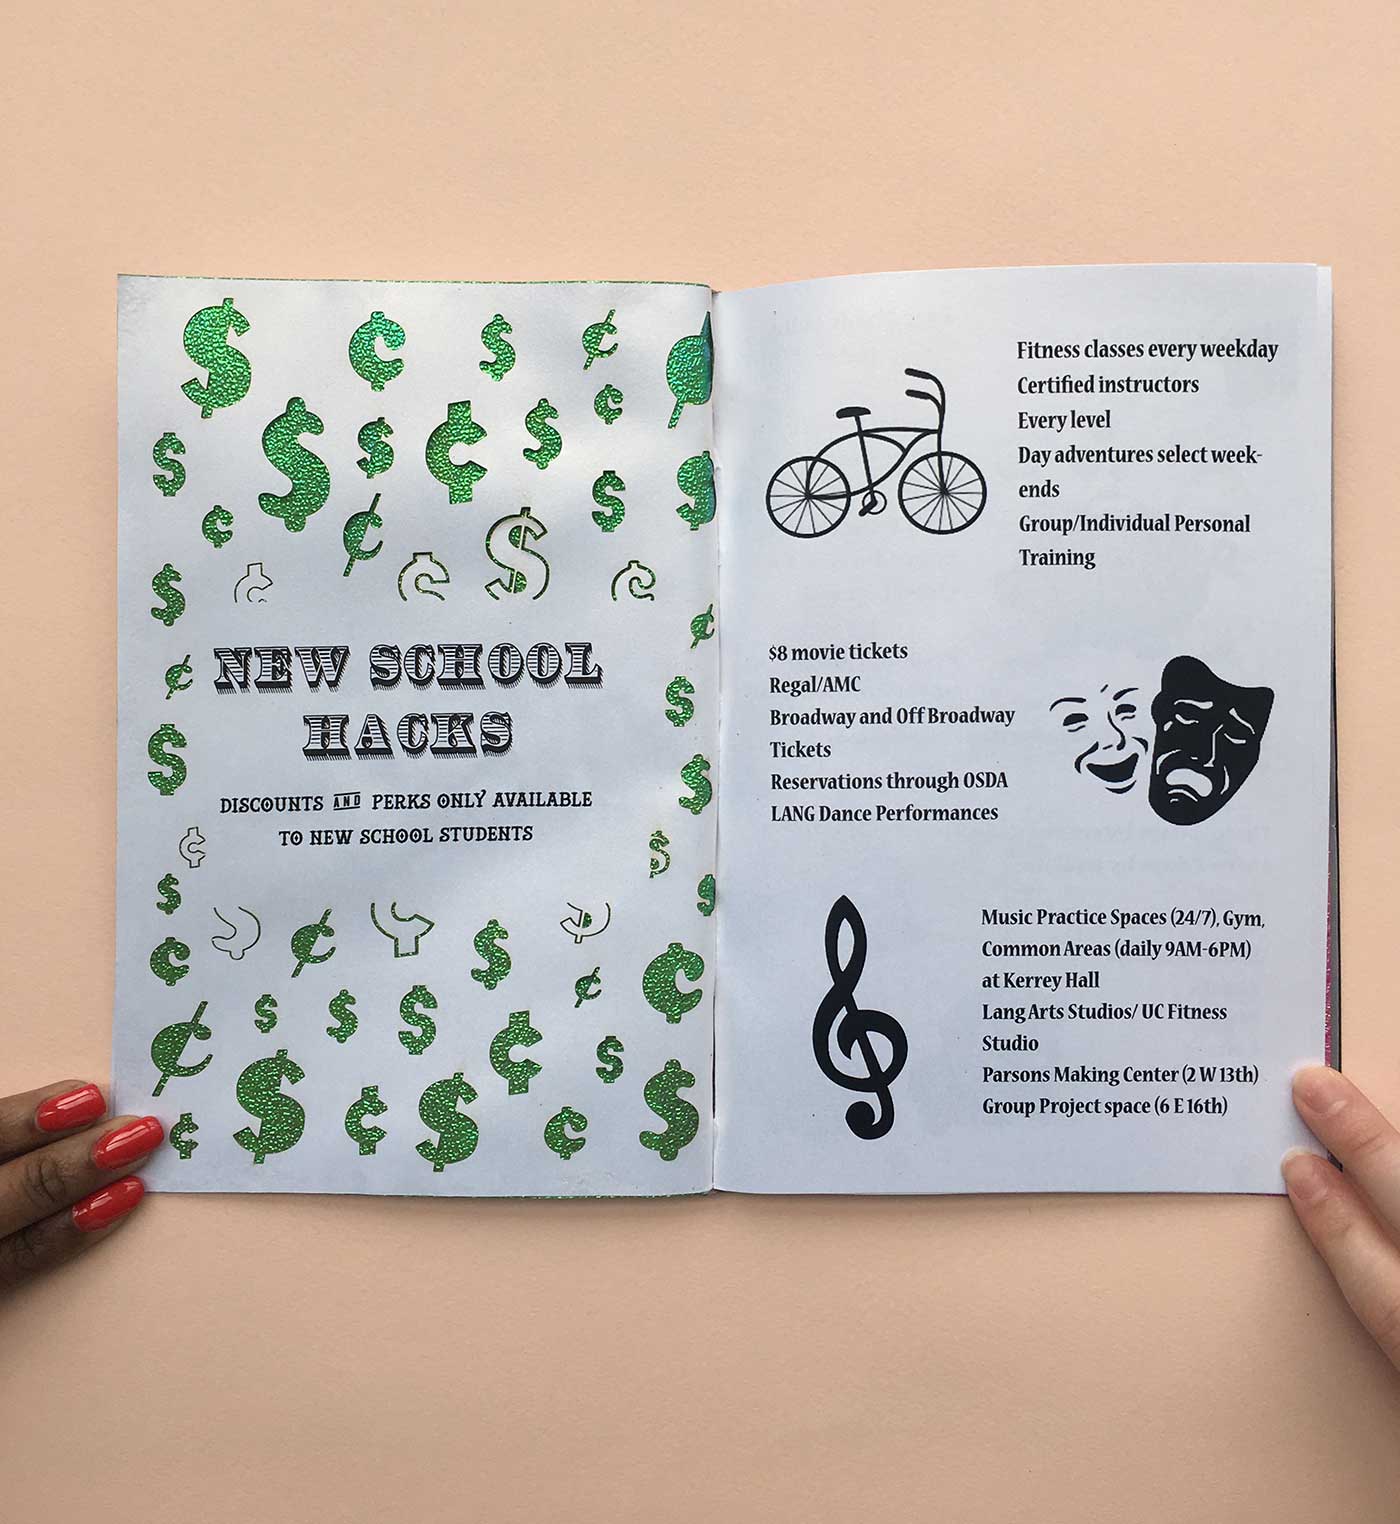 NEW SCHOOL
HACKS
DISCOUNTS AND PERKS ONLY AVAILABLE
TO NEW SCHOOL STUDENTS
Fitness classes every weekday
Certified instructors
Every level
Day adventures select week-
ends
Group/Individual Personal
Training
$8 movie tickets
Regal/AMC
Broadway and Off Broadway
Tickets
Reservations through OSDA
LANG Dance Performances
Music Practice Spaces (24/7), Gym,
Common Areas (daily 9AM-6PM)
at Kerrey Hall
Lang Arts Studios/ UC Fitness
Studio
Parsons Making Center (2 W 13th)
Group Project space (6 E 16th)